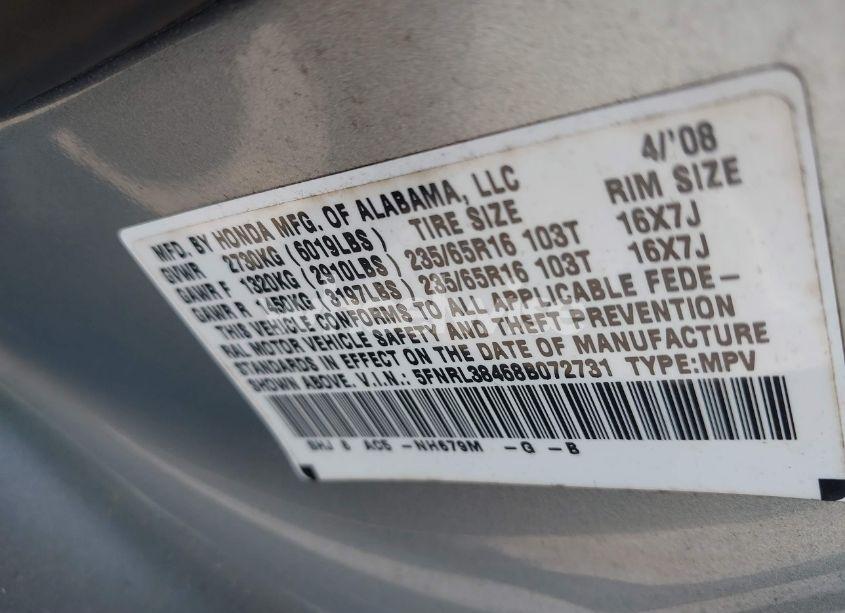 4/'08
MFD. BY HONDA MFG. OF ALABAMA, LLC
GVWR 2730KG (6019LBS) TIRE SIZE RIM SIZE
GAWR F 1320KG (2910LBS) 235/65R16 103T 16X7J
GAWR R 1450KG (3197LBS) 235/65R16 103T 16X7J
THIS VEHICLE CONFORMS TO ALL APPLICABLE FEDE-
RAL MOTOR VEHICLE SAFETY AND THEFT PREVENTION
STANDARDS IN EFFECT ON THE DATE OF MANUFACTURE
SHOWN ABOVE. V.I.N.: 5FNRL38468B072731 TYPE:MPV
SHJ 8 AC5 -NH679M -G -B